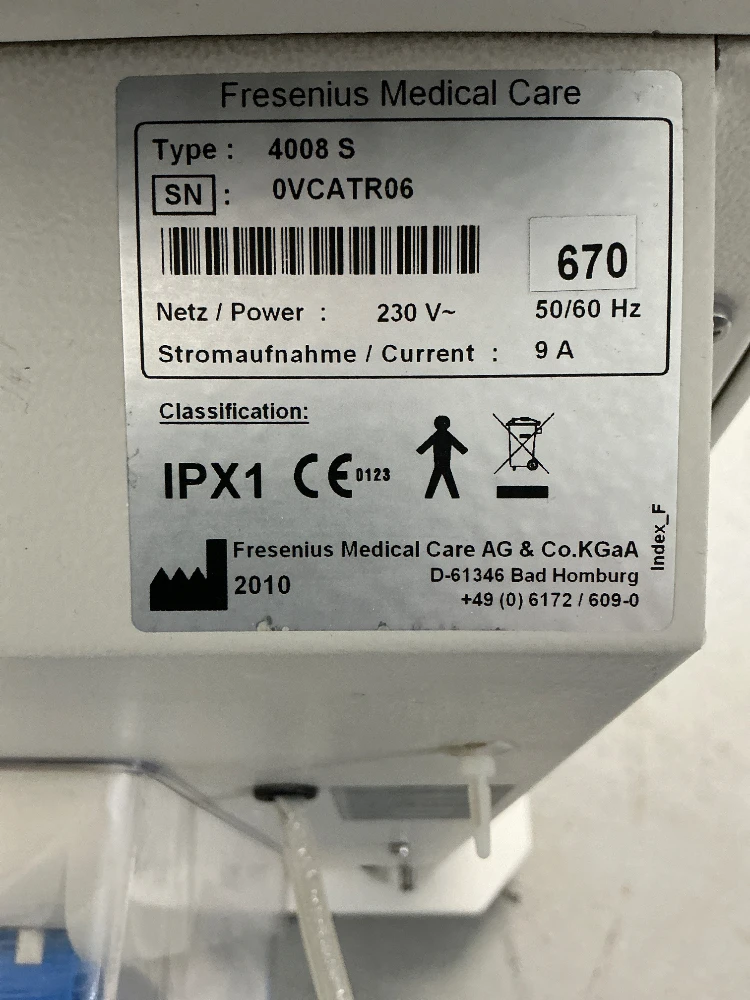 Fresenius Medical Care
Type : 4008 S
SN : 0VCATR06
670
Netz / Power : 230 V~ 50/60 Hz
Stromaufnahme / Current : 9 A
Classification:
IPX1 CE 0123
Fresenius Medical Care AG & Co.KGaA
2010 D-61346 Bad Homburg
+49 (0) 6172 / 609-0
Index_F